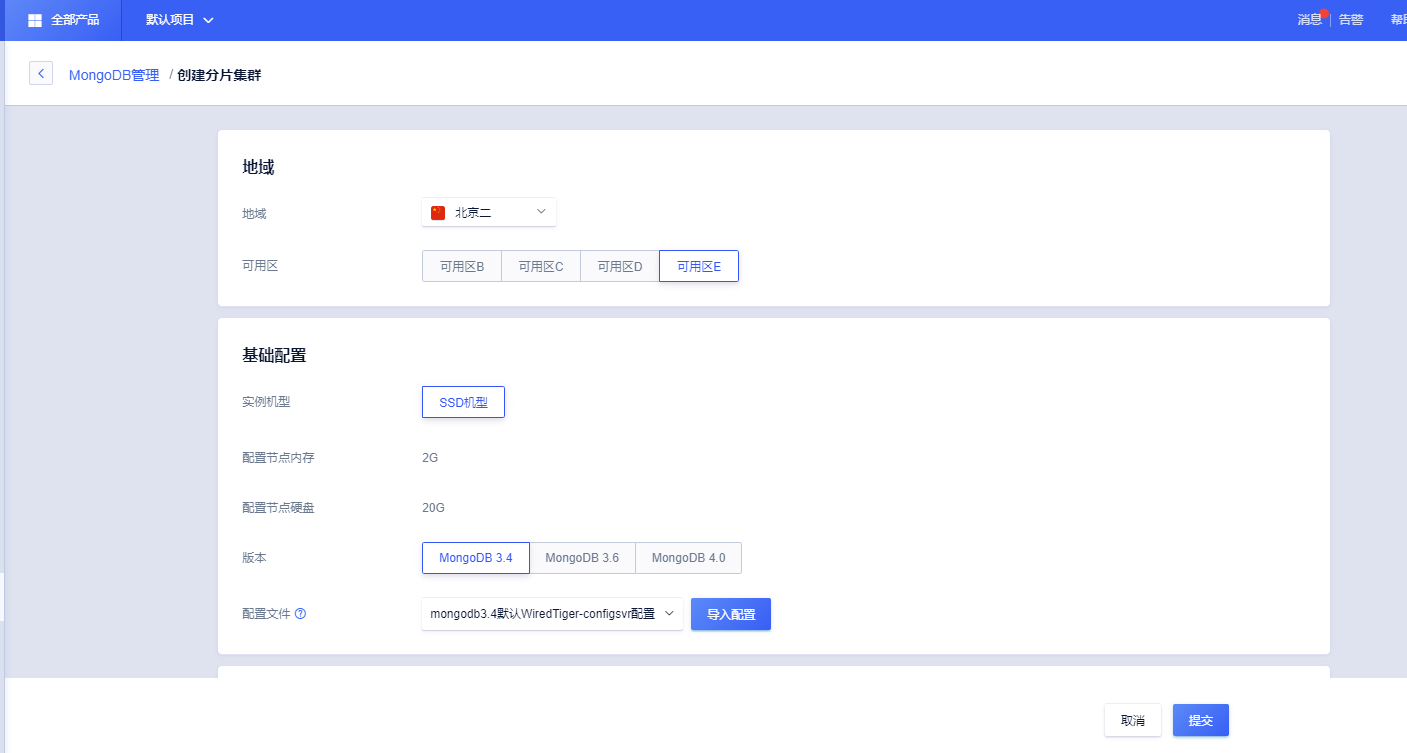 全部产品 默认项目 消息 告警
MongoDB管理 / 创建分片集群
地域
地域 北京二
可用区 可用区B 可用区C 可用区D 可用区E
基础配置
实例机型 SSD机型
配置节点内存 2G
配置节点硬盘 20G
版本 MongoDB 3.4 MongoDB 3.6 MongoDB 4.0
配置文件 ? mongodb3.4默认WiredTiger-configsvr配置 导入配置
取消 提交